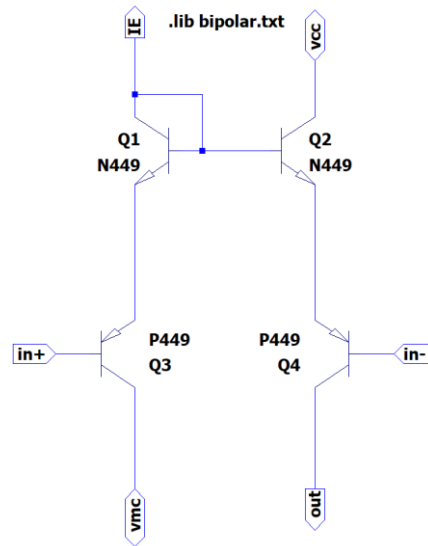 IE
.lib bipolar.txt
vcc
Q1
Q2
N449
N449
P449
P449
in+
in-
Q3
Q4
vmc
out